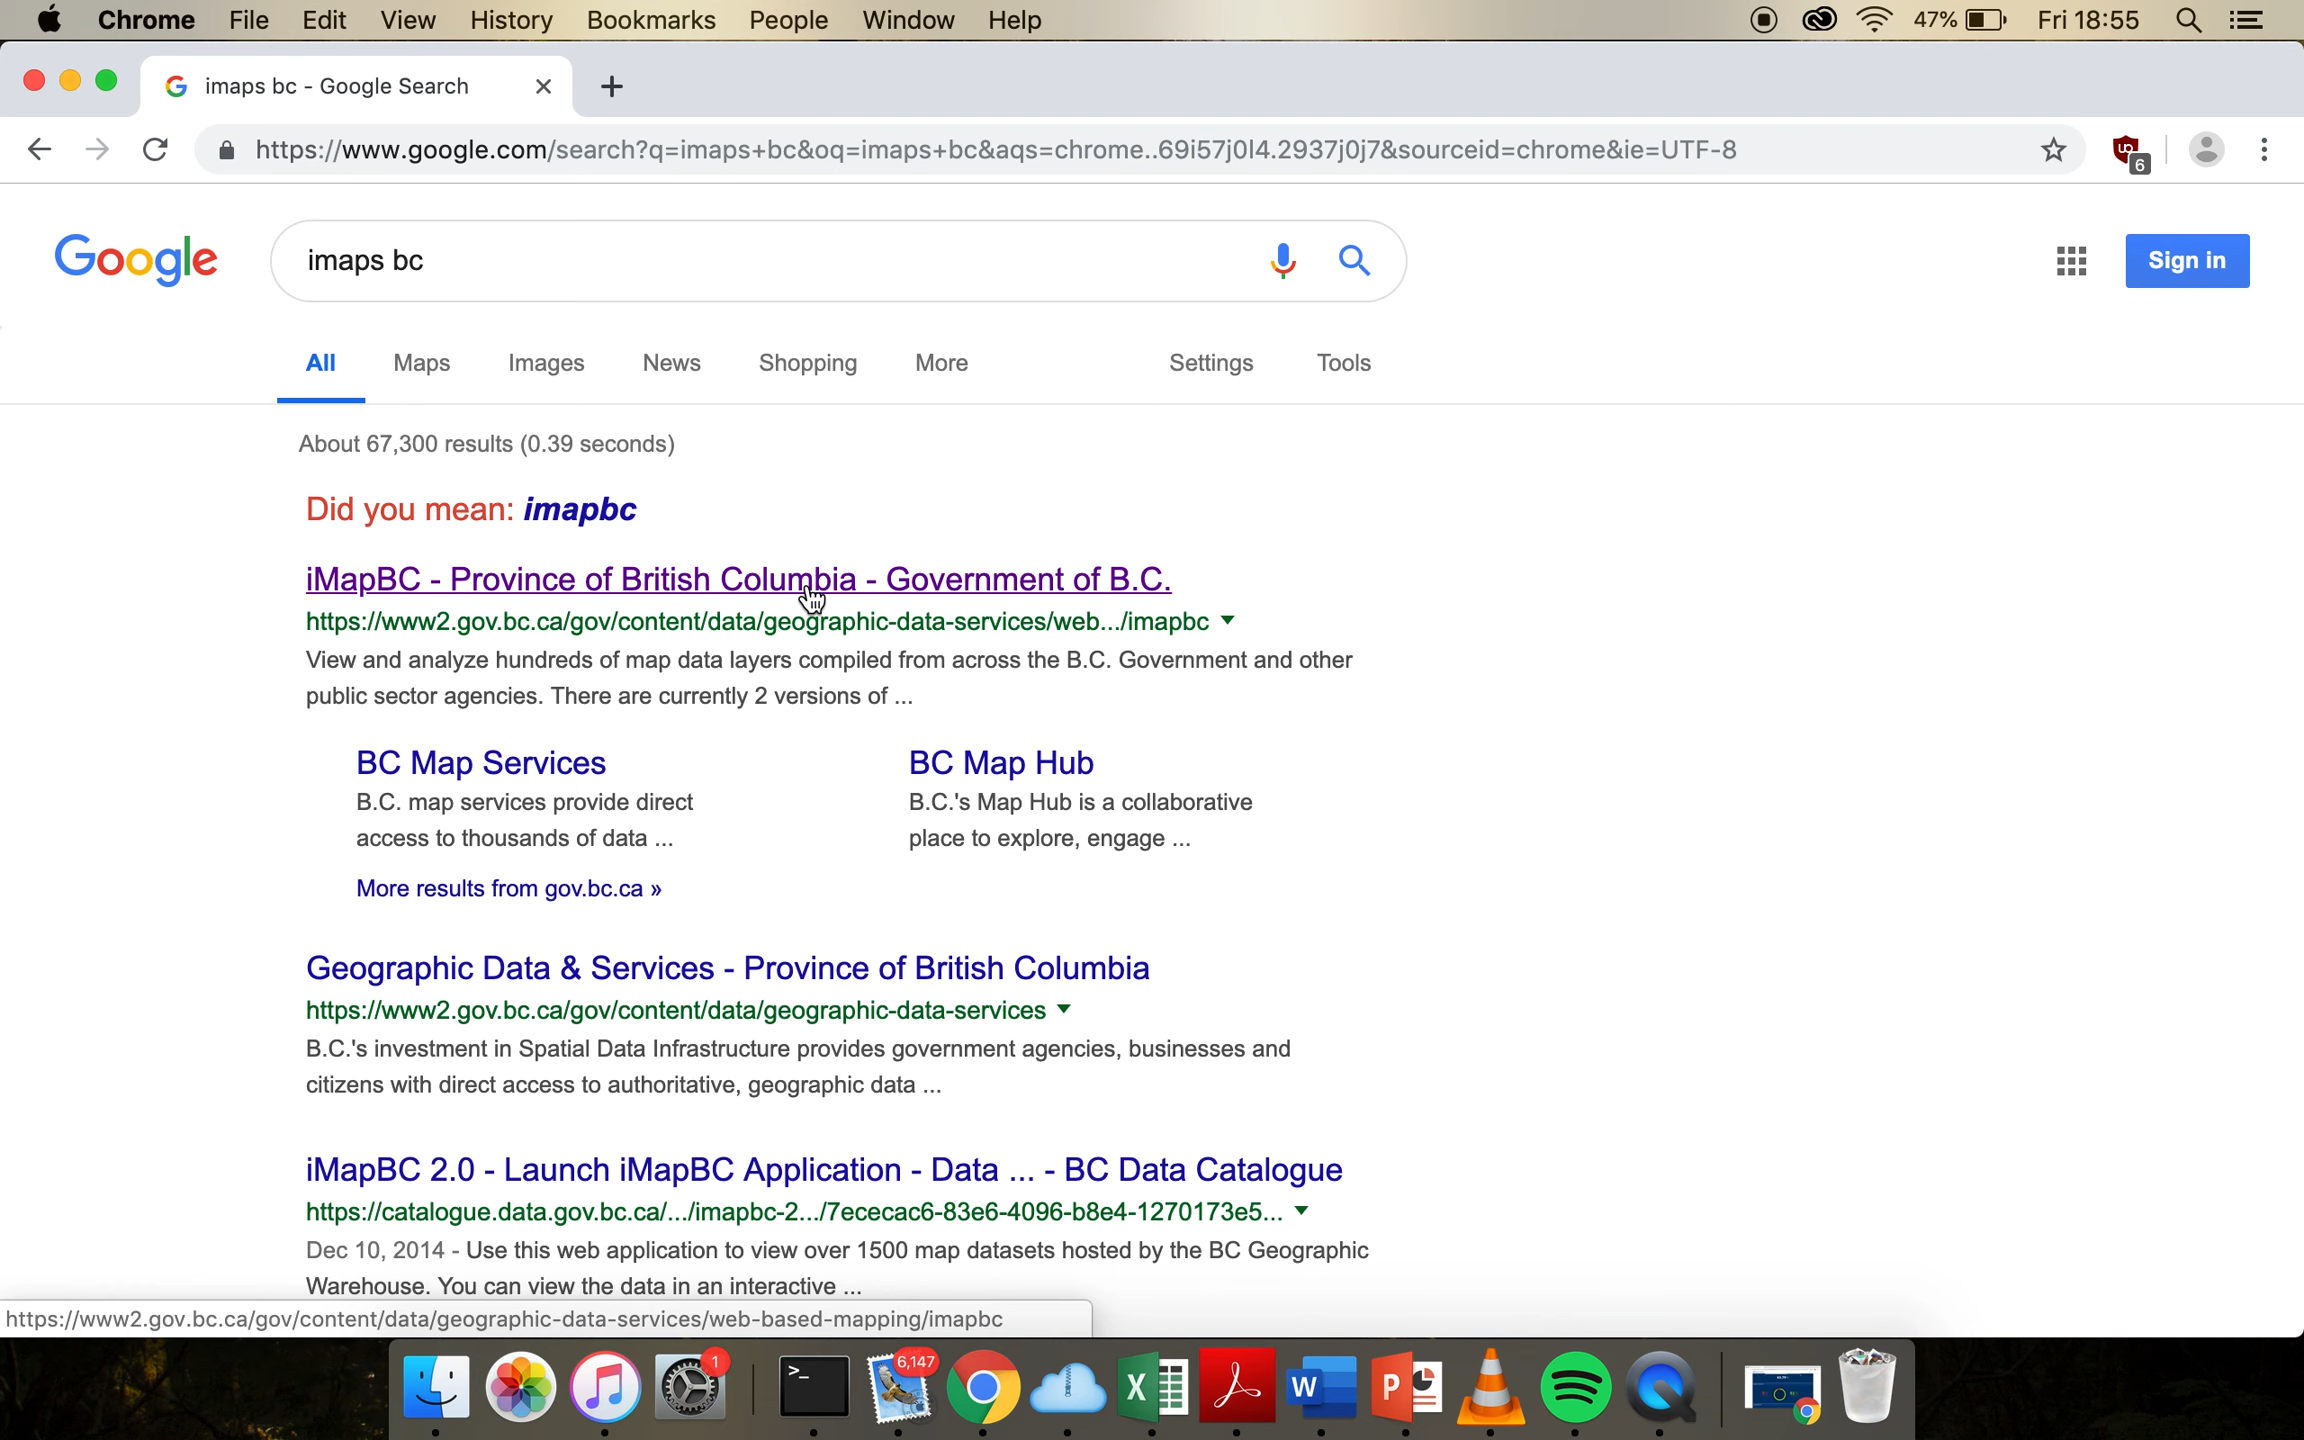 Chrome File Edit View History Bookmarks People Window Help 47% Fri 18:55
imaps bc - Google Search
https://www.google.com/search?q=imaps+bc&oq=imaps+bc&aqs=chrome..69i57j0l4.2937j0j7&sourceid=chrome&ie=UTF-8
6
Google imaps bc Sign in
All Maps Images News Shopping More Settings Tools
About 67,300 results (0.39 seconds)
Did you mean: imapbc
iMapBC - Province of British Columbia - Government of B.C.
https://www2.gov.bc.ca/gov/content/data/geographic-data-services/web.../imapbc
View and analyze hundreds of map data layers compiled from across the B.C. Government and other
public sector agencies. There are currently 2 versions of ...
BC Map Services
B.C. map services provide direct
access to thousands of data ...
BC Map Hub
B.C.'s Map Hub is a collaborative
place to explore, engage ...
More results from gov.bc.ca »
Geographic Data & Services - Province of British Columbia
https://www2.gov.bc.ca/gov/content/data/geographic-data-services
B.C.'s investment in Spatial Data Infrastructure provides government agencies, businesses and
citizens with direct access to authoritative, geographic data ...
iMapBC 2.0 - Launch iMapBC Application - Data ... - BC Data Catalogue
https://catalogue.data.gov.bc.ca/.../imapbc-2.../7ececac6-83e6-4096-b8e4-1270173e5...
Dec 10, 2014 - Use this web application to view over 1500 map datasets hosted by the BC Geographic
Warehouse. You can view the data in an interactive ...
https://www2.gov.bc.ca/gov/content/data/geographic-data-services/web-based-mapping/imapbc
1 >_ 6,147 X W P